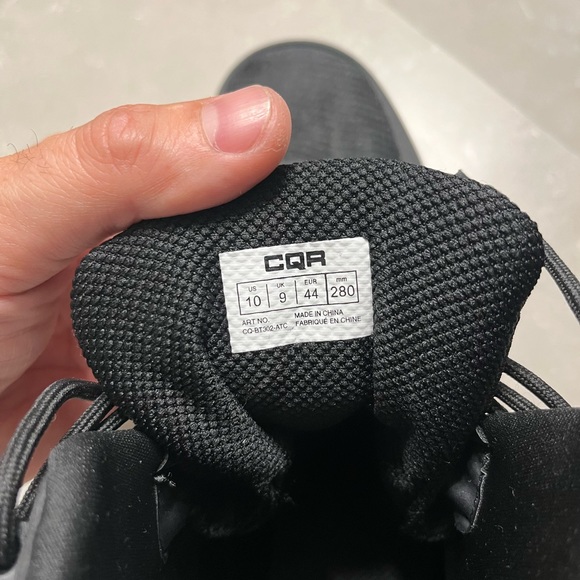 CQR
US UK EUR mm
10 9 44 280
ART NO. MADE IN CHINA
CQ-BT302-ATC FABRIQUÉ EN CHINE